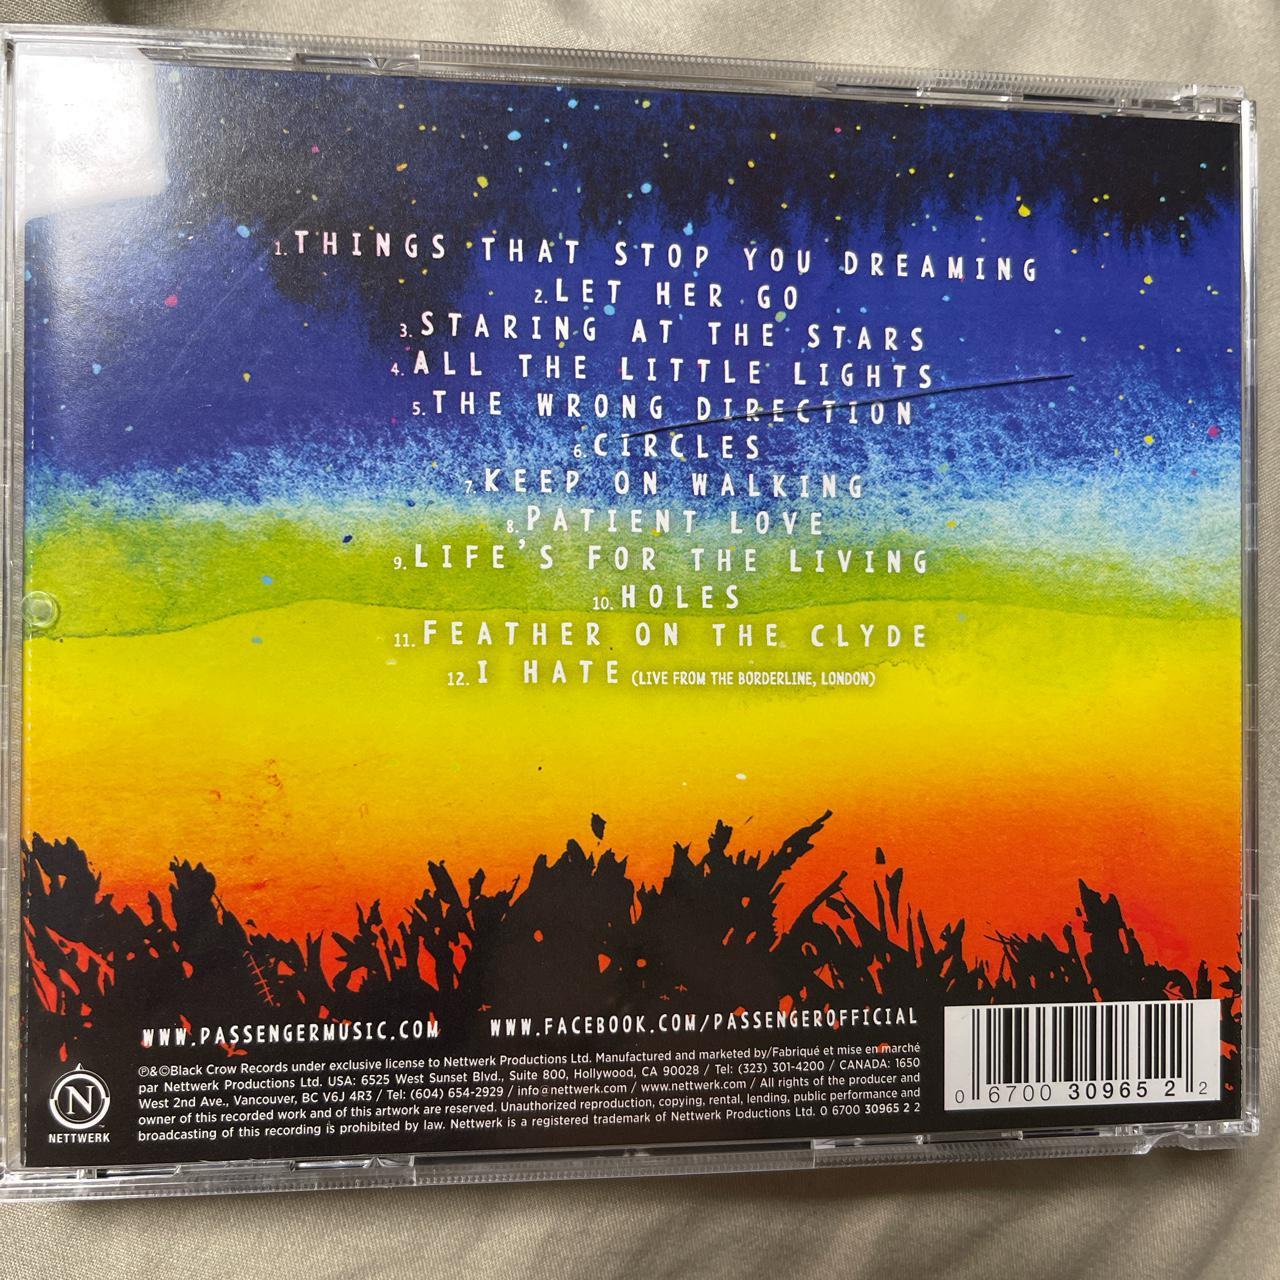 1. THINGS THAT STOP YOU DREAMING
2. LET HER GO
3. STARING AT THE STARS
4. ALL THE LITTLE LIGHTS
5. THE WRONG DIRECTION
6. CIRCLES
7. KEEP ON WALKING
8. PATIENT LOVE
9. LIFE'S FOR THE LIVING
10. HOLES
11. FEATHER ON THE CLYDE
12. I HATE (LIVE FROM THE BORDERLINE, LONDON)
WWW.PASSENGERMUSIC.COM WWW.FACEBOOK.COM/PASSENGEROFFICIAL
℗&©Black Crow Records under exclusive license to Nettwerk Productions Ltd. Manufactured and marketed by/Fabriqué et mise en marché
par Nettwerk Productions Ltd. USA: 6525 West Sunset Blvd., Suite 800, Hollywood, CA 90028 / Tel: (323) 301-4200 / CANADA: 1650
West 2nd Ave., Vancouver, BC V6J 4R3 / Tel: (604) 654-2929 / info@nettwerk.com / www.nettwerk.com / All rights of the producer and
owner of this recorded work and of this artwork are reserved. Unauthorized reproduction, copying, rental, lending, public performance and
broadcasting of this recording is prohibited by law. Nettwerk is a registered trademark of Nettwerk Productions Ltd. 0 6700 30965 2 2
N
NETTWERK
0 6700 30965 2 2